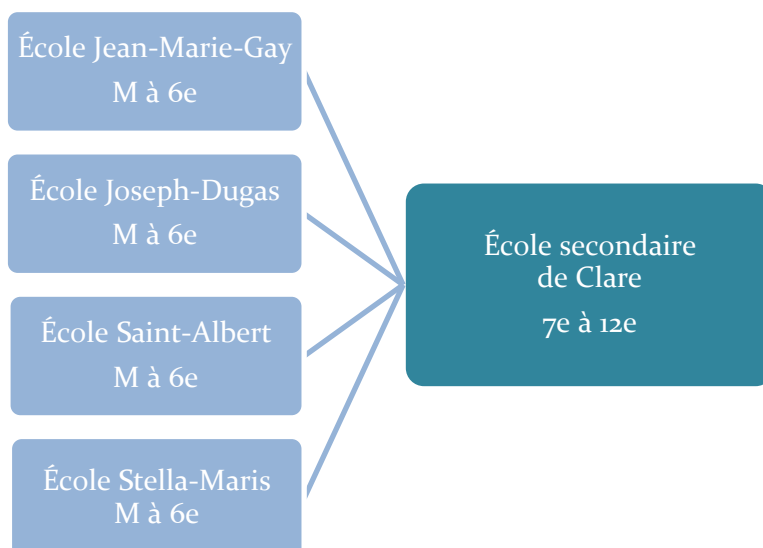 École Jean-Marie-Gay
M à 6e
École Joseph-Dugas
M à 6e
École Saint-Albert
M à 6e
École Stella-Maris
M à 6e
École secondaire
de Clare
7e à 12e